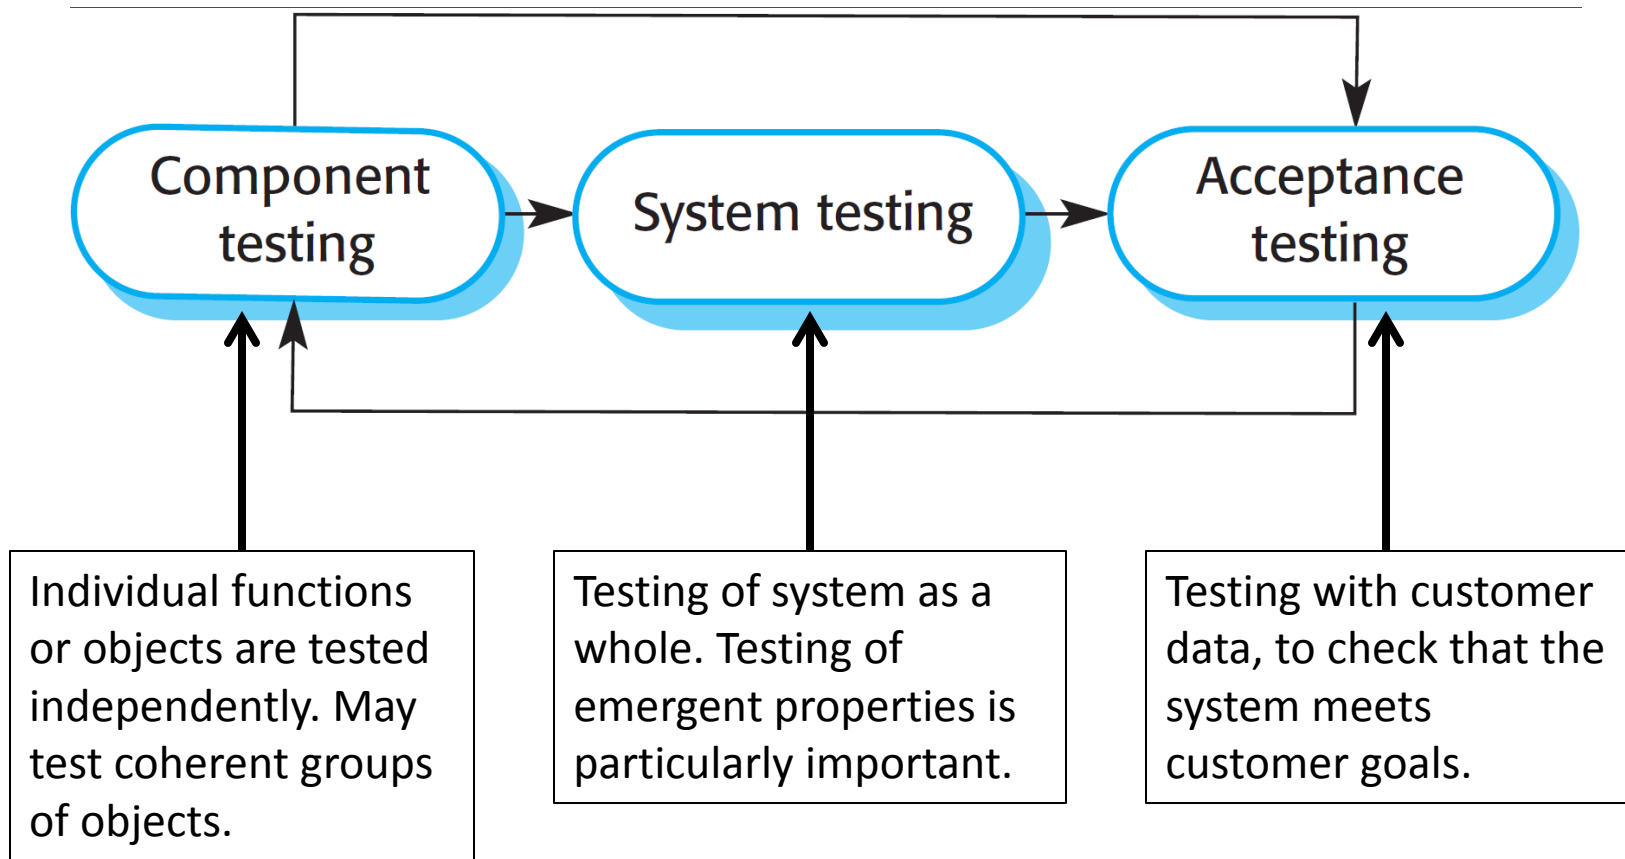 Component
testing
System testing
Acceptance
testing
Individual functions
or objects are tested
independently. May
test coherent groups
of objects.
Testing of system as a
whole. Testing of
emergent properties is
particularly important.
Testing with customer
data, to check that the
system meets
customer goals.